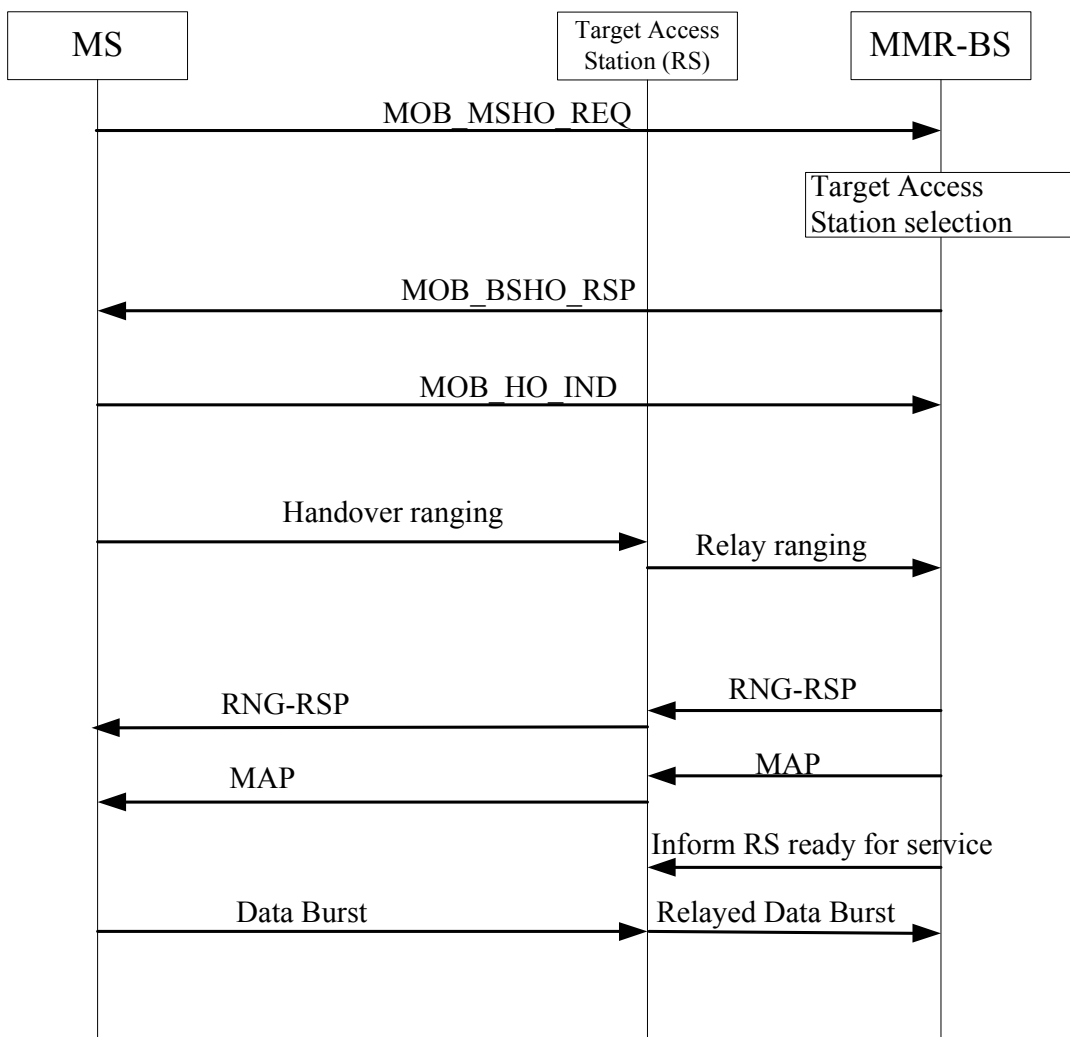 MS
Target Access
Station (RS)
MMR-BS
MOB_MSHO_REQ
Target Access
Station selection
MOB_BSHO_RSP
MOB_HO_IND
Handover ranging
Relay ranging
RNG-RSP
RNG-RSP
MAP
MAP
Inform RS ready for service
Data Burst
Relayed Data Burst